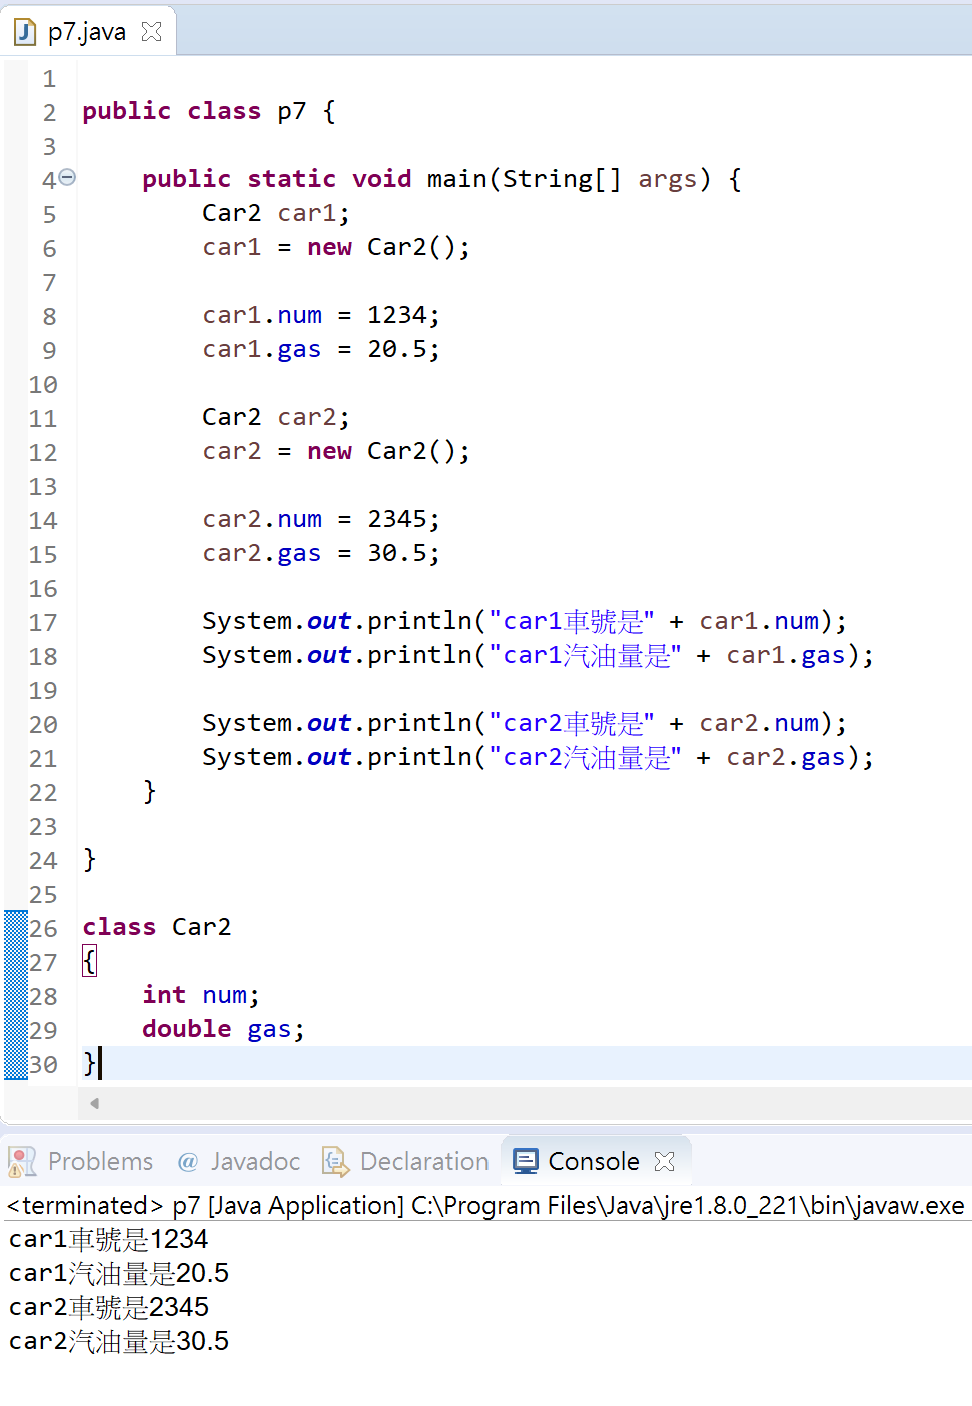 p7.java
1
2 public class p7 {
3
4 public static void main(String[] args) {
5 Car2 car1;
6 car1 = new Car2();
7
8 car1.num = 1234;
9 car1.gas = 20.5;
10
11 Car2 car2;
12 car2 = new Car2();
13
14 car2.num = 2345;
15 car2.gas = 30.5;
16
17 System.out.println("car1車號是" + car1.num);
18 System.out.println("car1汽油量是" + car1.gas);
19
20 System.out.println("car2車號是" + car2.num);
21 System.out.println("car2汽油量是" + car2.gas);
22 }
23
24 }
25
26 class Car2
27 {
28 int num;
29 double gas;
30 }
Problems @ Javadoc Declaration Console
<terminated> p7 [Java Application] C:\Program Files\Java\jre1.8.0_221\bin\javaw.exe
car1車號是1234
car1汽油量是20.5
car2車號是2345
car2汽油量是30.5